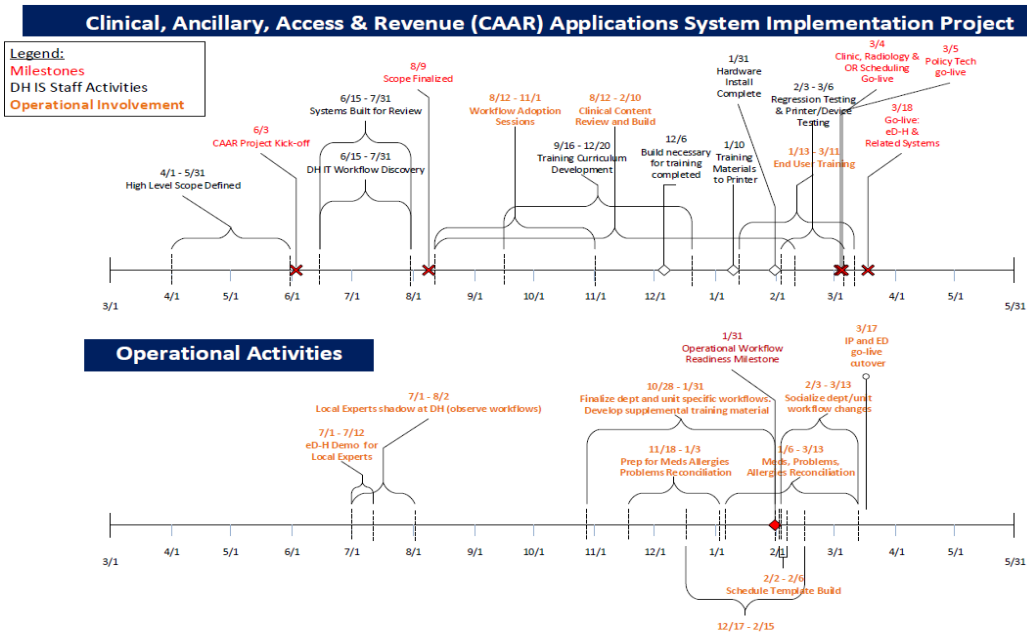 Clinical, Ancillary, Access & Revenue (CAAR) Applications System Implementation Project
Legend:
Milestones
DH IS Staff Activities
Operational Involvement
4/1 - 5/31
High Level Scope Defined
6/3
CAAR Project Kick-off
6/15 - 7/31
Systems Built for Review
6/15 - 7/31
DH IT Workflow Discovery
8/9
Scope Finalized
8/12 - 11/1
Workflow Adoption
Sessions
8/12 - 2/10
Clinical Content
Review and Build
9/16 - 12/20
Training Curriculum
Development
12/6
Build necessary
for training
completed
1/10
Training
Materials
to Printer
1/31
Hardware
Install
Complete
2/3 - 3/6
Regression Testing
& Printer/Device
Testing
1/13 - 3/11
End User Training
3/4
Clinic, Radiology &
OR Scheduling
Go-live
3/5
Policy Tech
go-live
3/18
Go-live:
eD-H &
Related Systems
3/1
4/1
5/1
6/1
7/1
8/1
9/1
10/1
11/1
12/1
1/1
2/1
3/1
4/1
5/1
5/31
Operational Activities
7/1 - 7/12
eD-H Demo for
Local Experts
7/1 - 8/2
Local Experts shadow at DH (observe workflows)
10/28 - 1/31
Finalize dept and unit specific workflows.
Develop supplemental training material
11/18 - 1/3
Prep for Meds Allergies
Problems Reconciliation
1/31
Operational Workflow
Readiness Milestone
2/3 - 3/13
Socialize dept/unit
workflow changes
1/6 - 3/13
Meds, Problems,
Allergies Reconciliation
3/17
IP and ED
go-live
cutover
3/1
4/1
5/1
6/1
7/1
8/1
9/1
10/1
11/1
12/1
1/1
2/1
3/1
4/1
5/1
5/31
2/2 - 2/6
Schedule Template Build
12/17 - 2/15